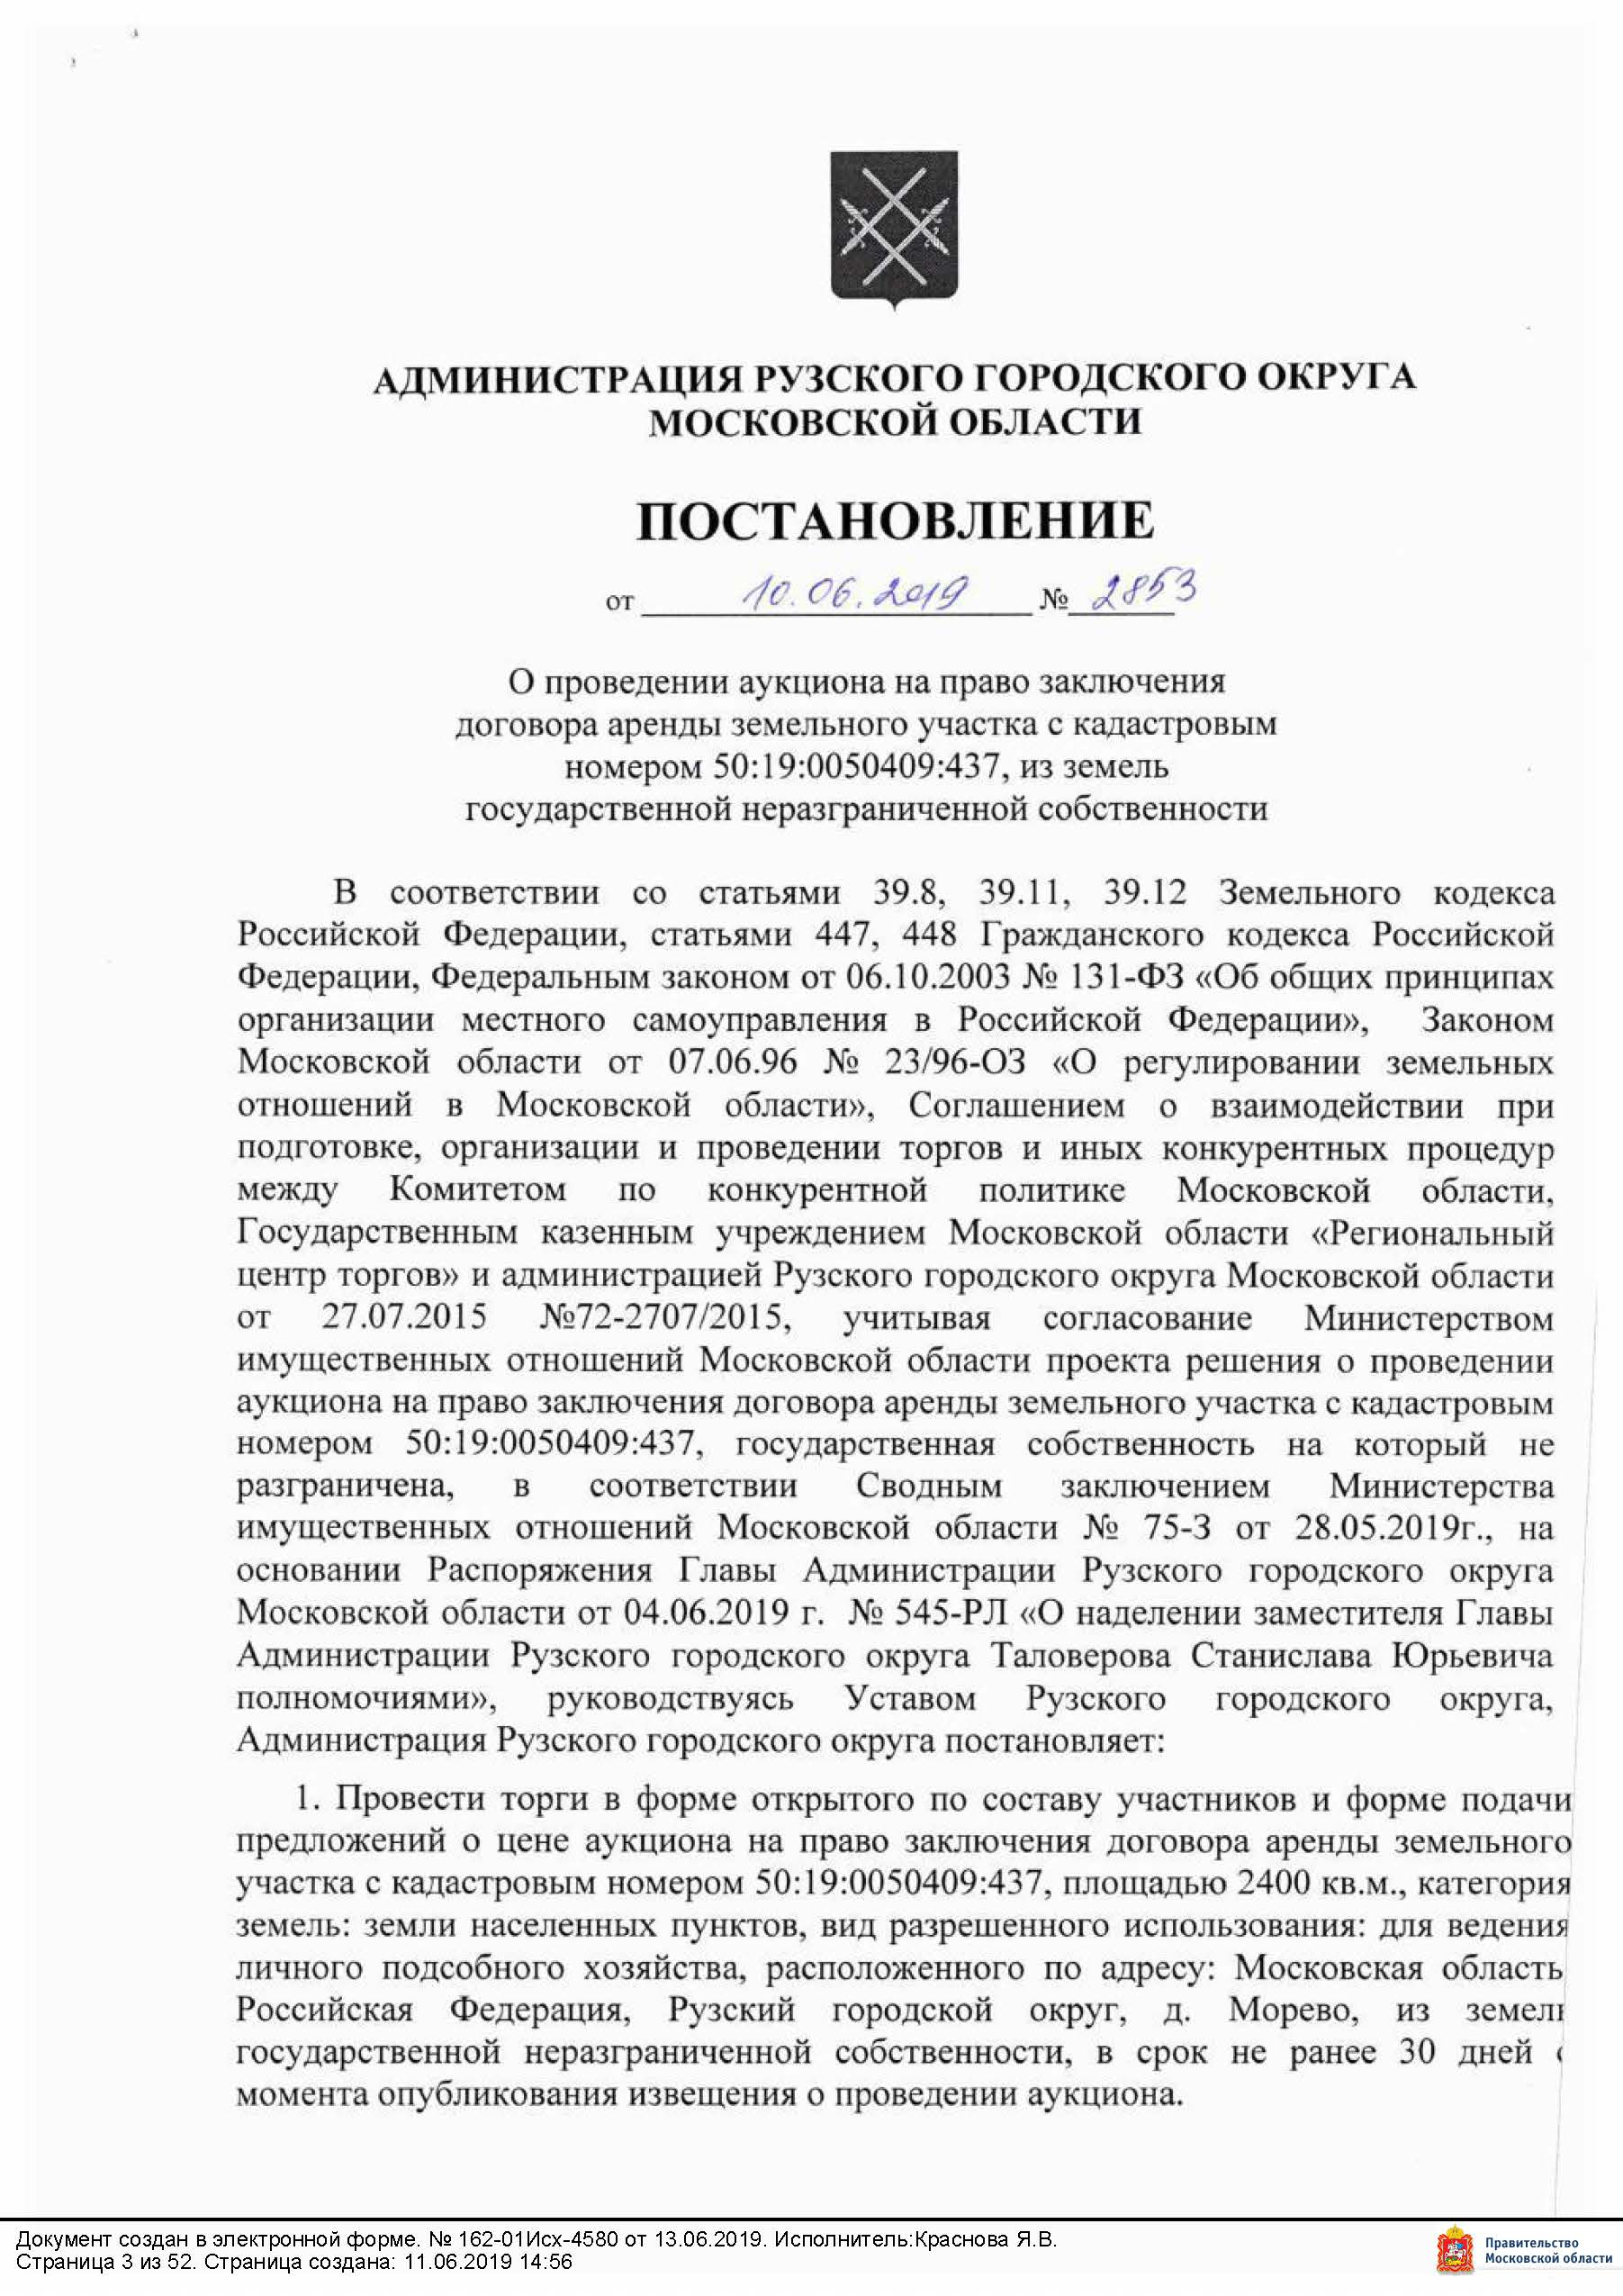 АДМИНИСТРАЦИЯ РУЗСКОГО ГОРОДСКОГО ОКРУГА
МОСКОВСКОЙ ОБЛАСТИ
ПОСТАНОВЛЕНИЕ
от 10.06.2019 № 2853
О проведении аукциона на право заключения
договора аренды земельного участка с кадастровым
номером 50:19:0050409:437, из земель
государственной неразграниченной собственности
В соответствии со статьями 39.8, 39.11, 39.12 Земельного кодекса
Российской Федерации, статьями 447, 448 Гражданского кодекса Российской
Федерации, Федеральным законом от 06.10.2003 № 131-ФЗ «Об общих принципах
организации местного самоуправления в Российской Федерации», Законом
Московской области от 07.06.96 № 23/96-ОЗ «О регулировании земельных
отношений в Московской области», Соглашением о взаимодействии при
подготовке, организации и проведении торгов и иных конкурентных процедур
между Комитетом по конкурентной политике Московской области,
Государственным казенным учреждением Московской области «Региональный
центр торгов» и администрацией Рузского городского округа Московской области
от 27.07.2015 №72-2707/2015, учитывая согласование Министерством
имущественных отношений Московской области проекта решения о проведении
аукциона на право заключения договора аренды земельного участка с кадастровым
номером 50:19:0050409:437, государственная собственность на который не
разграничена, в соответствии Сводным заключением Министерства
имущественных отношений Московской области № 75-З от 28.05.2019г., на
основании Распоряжения Главы Администрации Рузского городского округа
Московской области от 04.06.2019 г. № 545-РЛ «О наделении заместителя Главы
Администрации Рузского городского округа Таловерова Станислава Юрьевича
полномочиями», руководствуясь Уставом Рузского городского округа,
Администрация Рузского городского округа постановляет:
1. Провести торги в форме открытого по составу участников и форме подачи
предложений о цене аукциона на право заключения договора аренды земельного
участка с кадастровым номером 50:19:0050409:437, площадью 2400 кв.м., категория
земель: земли населенных пунктов, вид разрешенного использования: для ведения
личного подсобного хозяйства, расположенного по адресу: Московская область
Российская Федерация, Рузский городской округ, д. Морево, из земель
государственной неразграниченной собственности, в срок не ранее 30 дней с
момента опубликования извещения о проведении аукциона.
Документ создан в электронной форме. № 162-01Исх-4580 от 13.06.2019. Исполнитель:Краснова Я.В.
Страница 3 из 52. Страница создана: 11.06.2019 14:56
Правительство
Московской области